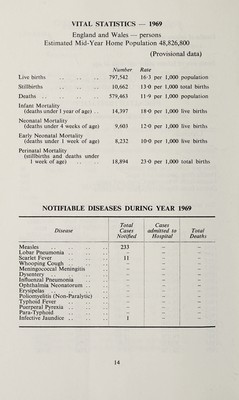 VITAL STATISTICS — 1969
England and Wales — persons
Estimated Mid-Year Home Population 48,826,800
(Provisional data)
Number Rate
Live births .. .. .. 797,542 16·3 per 1,000 population
Stillbirths .. .. .. 10,662 13·0 per 1,000 total births
Deaths .. .. .. .. 579,463 11·9 per 1,000 population
Infant Mortality
(deaths under 1 year of age) .. 14,397 18·0 per 1,000 live births
Neonatal Mortality
(deaths under 4 weeks of age) 9,603 12·0 per 1,000 live births
Early Neonatal Mortality
(deaths under 1 week of age) 8,232 10·0 per 1,000 live births
Perinatal Mortality
(stillbirths and deaths under
1 week of age) .. .. 18,894 23·0 per 1,000 total births
NOTIFIABLE DISEASES DURING YEAR 1969
Disease Total Cases Notified Cases admitted to Hospital Total Deaths
Measles .. .. .. 233 – –
Lobar Pneumonia .. .. .. – – –
Scarlet Fever .. .. .. 11 – –
Whooping Cough .. .. .. – – –
Meningococcal Meningitis .. – – –
Dysentery .. .. .. .. – – –
Influenzal Pneumonia .. – – –
Ophthalmia Neonatorum .. – – –
Erysipelas .. .. .. – – –
Poliomyelitis (Non-Paralytic) – – –
Typhoid Fever .. .. – – –
Puerperal Pyrexia .. .. – – –
Para-Typhoid .. .. – – –
Infective Jaundice .. .. 1 – –
14